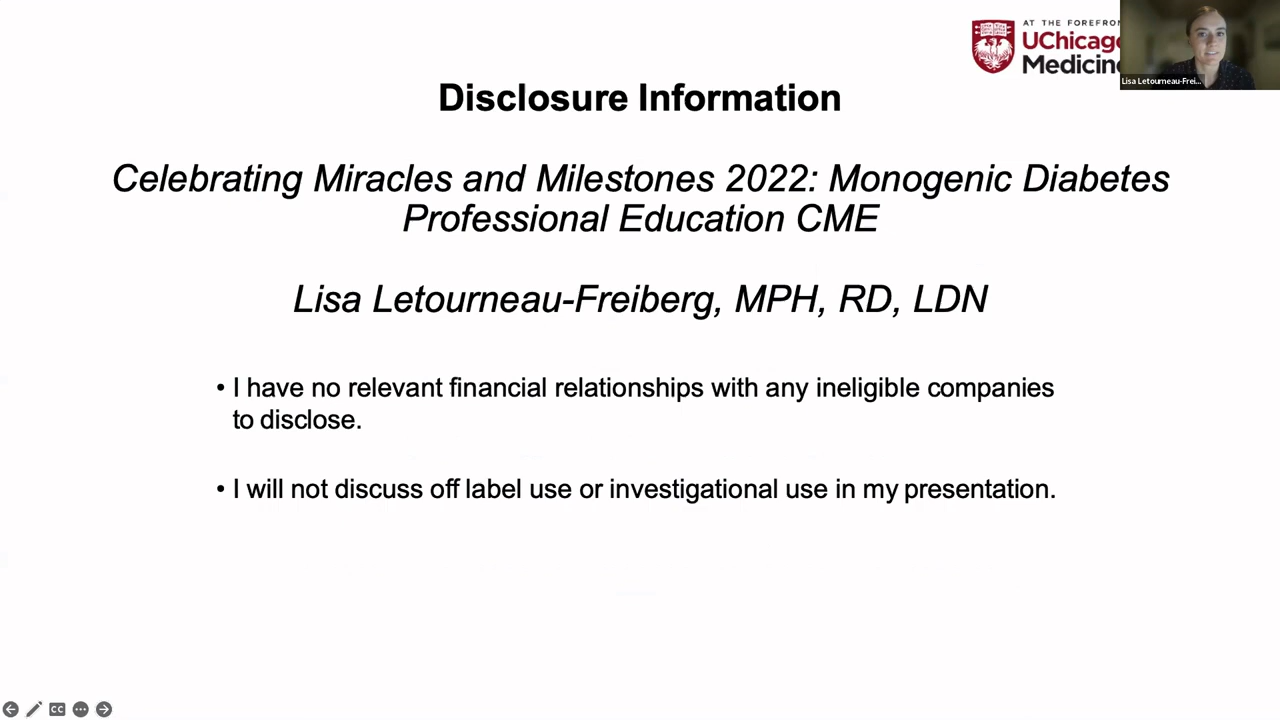 AT THE FOREFRON
UChicago
Medicine
Lisa Letourneau-Frei...
Disclosure Information
Celebrating Miracles and Milestones 2022: Monogenic Diabetes
Professional Education CME
Lisa Letourneau-Freiberg, MPH, RD, LDN
• I have no relevant financial relationships with any ineligible companies
to disclose.
• I will not discuss off label use or investigational use in my presentation.
CC